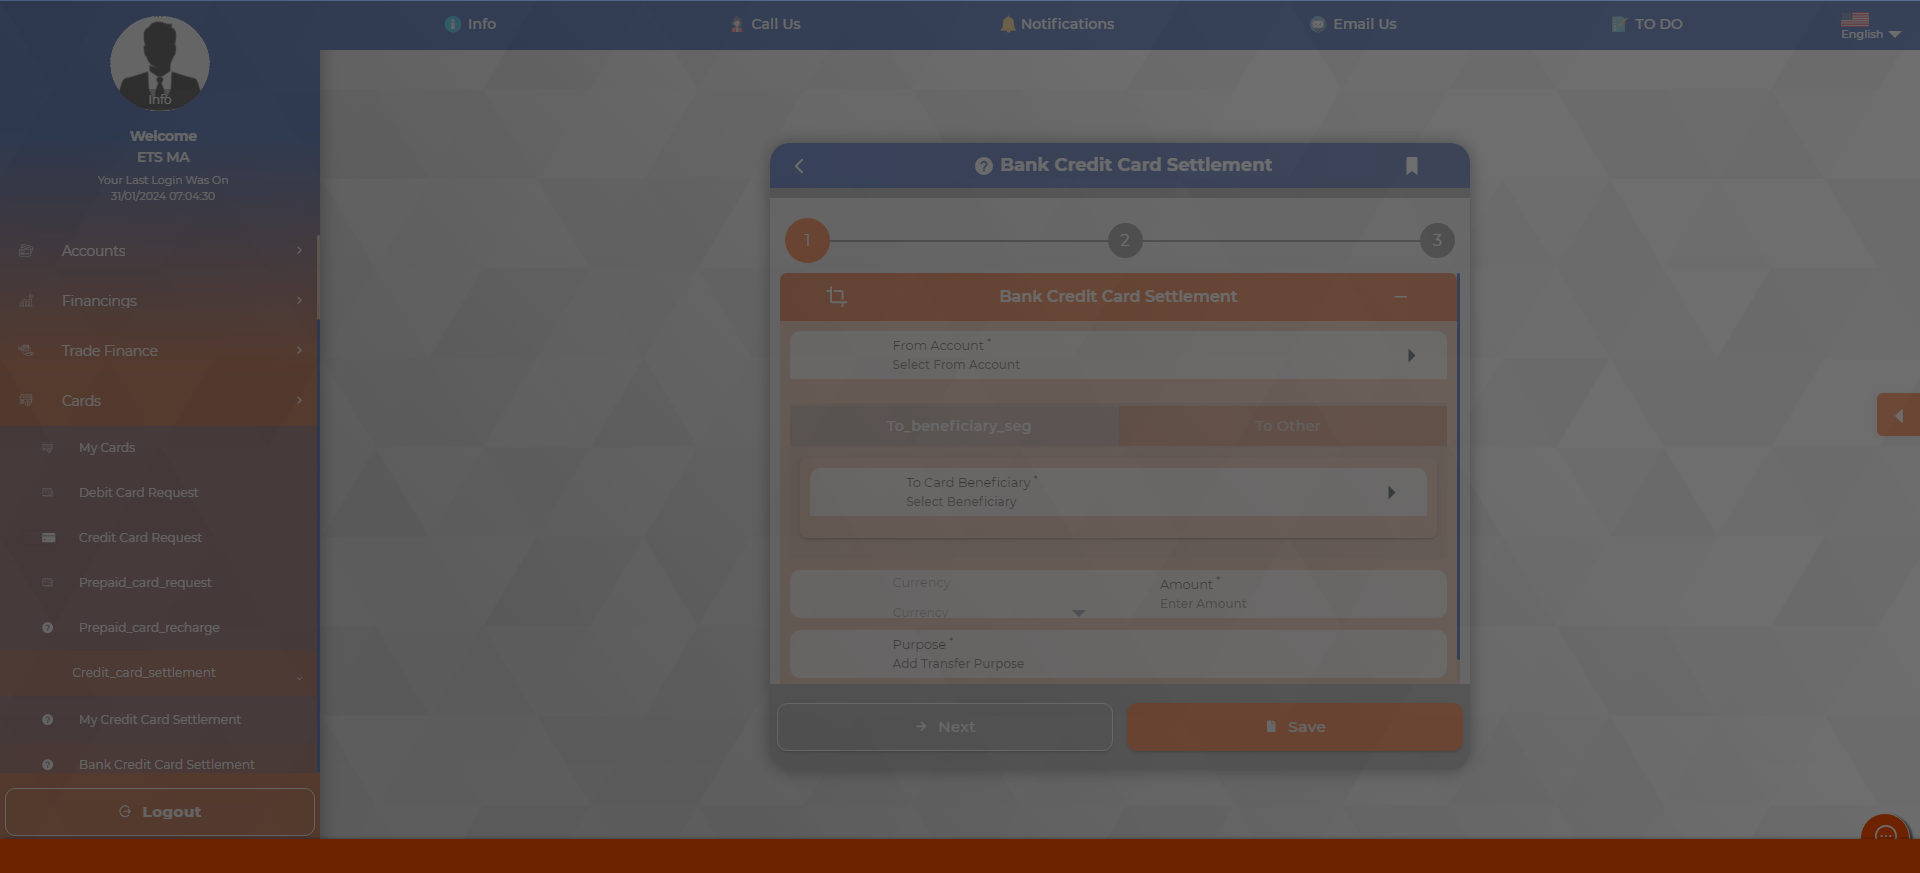 Info
Call Us
Notifications
Email Us
TO DO
English
Info
Welcome
ETS MA
Your Last Login Was On
31/01/2024 07:04:30
Accounts
Financings
Trade Finance
Cards
My Cards
Debit Card Request
Credit Card Request
Prepaid_card_request
Prepaid_card_recharge
Credit_card_settlement
My Credit Card Settlement
Bank Credit Card Settlement
Logout
Bank Credit Card Settlement
1
2
3
Bank Credit Card Settlement
From Account *
Select From Account
To_beneficiary_seg
To Other
To Card Beneficiary *
Select Beneficiary
Currency
Currency
Amount *
Enter Amount
Purpose *
Add Transfer Purpose
Next
Save